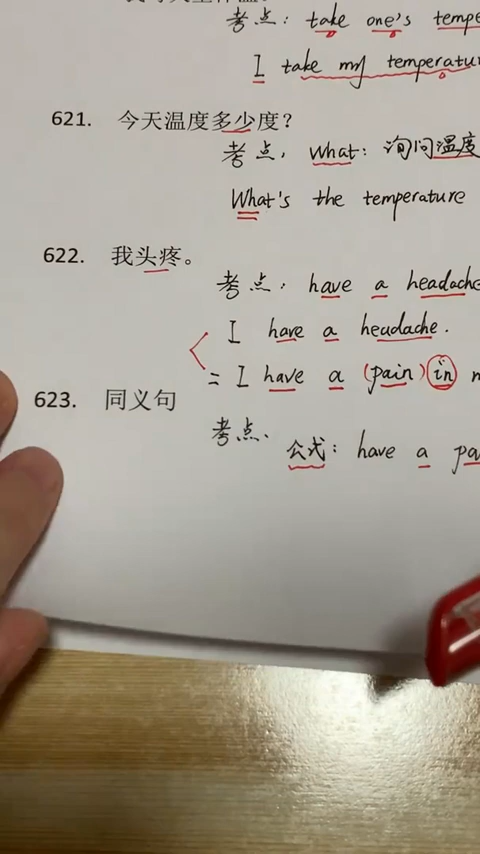 考点: take one's tempe
I take my temperatu
621. 今天温度多少度？
考点. What: 询问温度
What's the temperature
622. 我头疼。
考点. have a headache
I have a headache.
= I have a (pain) in m
623. 同义句
考点.
公式: have a pa